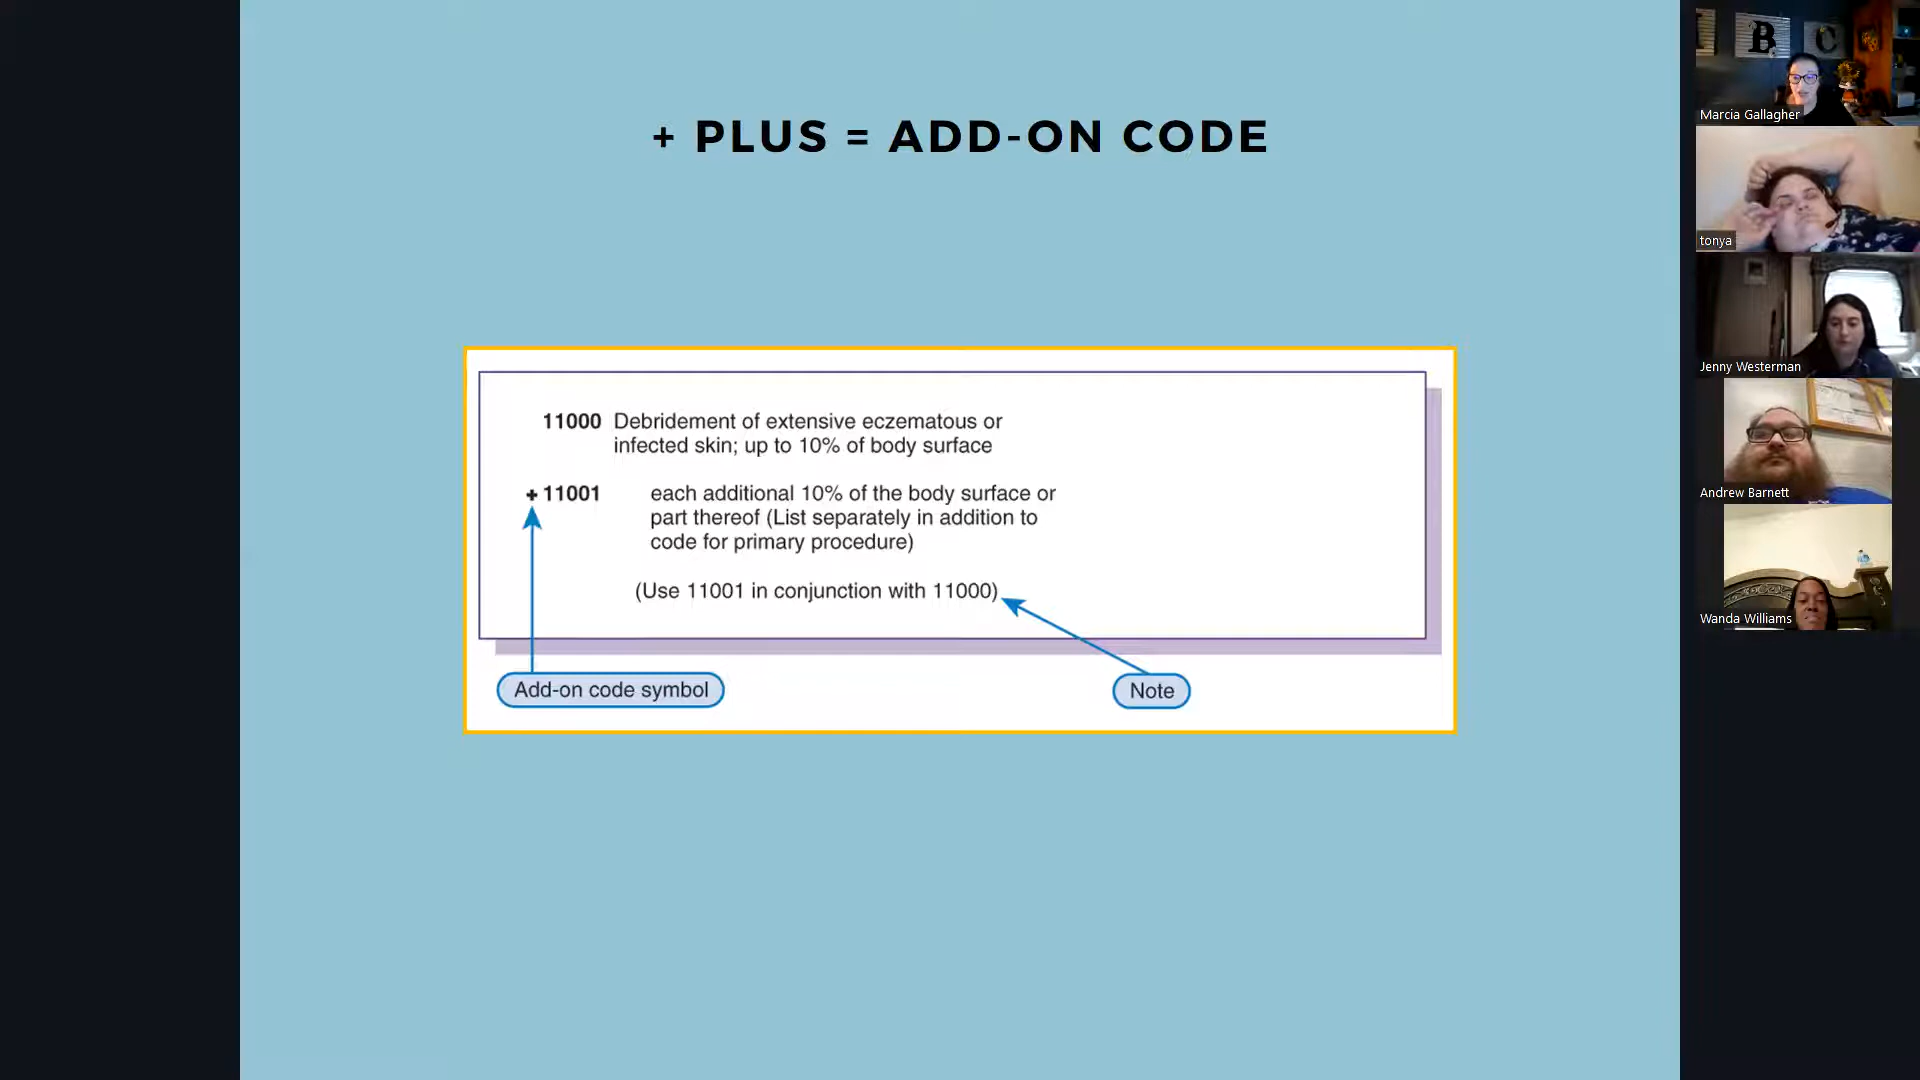 + PLUS = ADD-ON CODE
11000 Debridement of extensive eczematous or
infected skin; up to 10% of body surface
+ 11001 each additional 10% of the body surface or
part thereof (List separately in addition to
code for primary procedure)
(Use 11001 in conjunction with 11000)
Add-on code symbol
Note
B
C
Marcia Gallagher
tonya
Jenny Westerman
Andrew Barnett
Wanda Williams